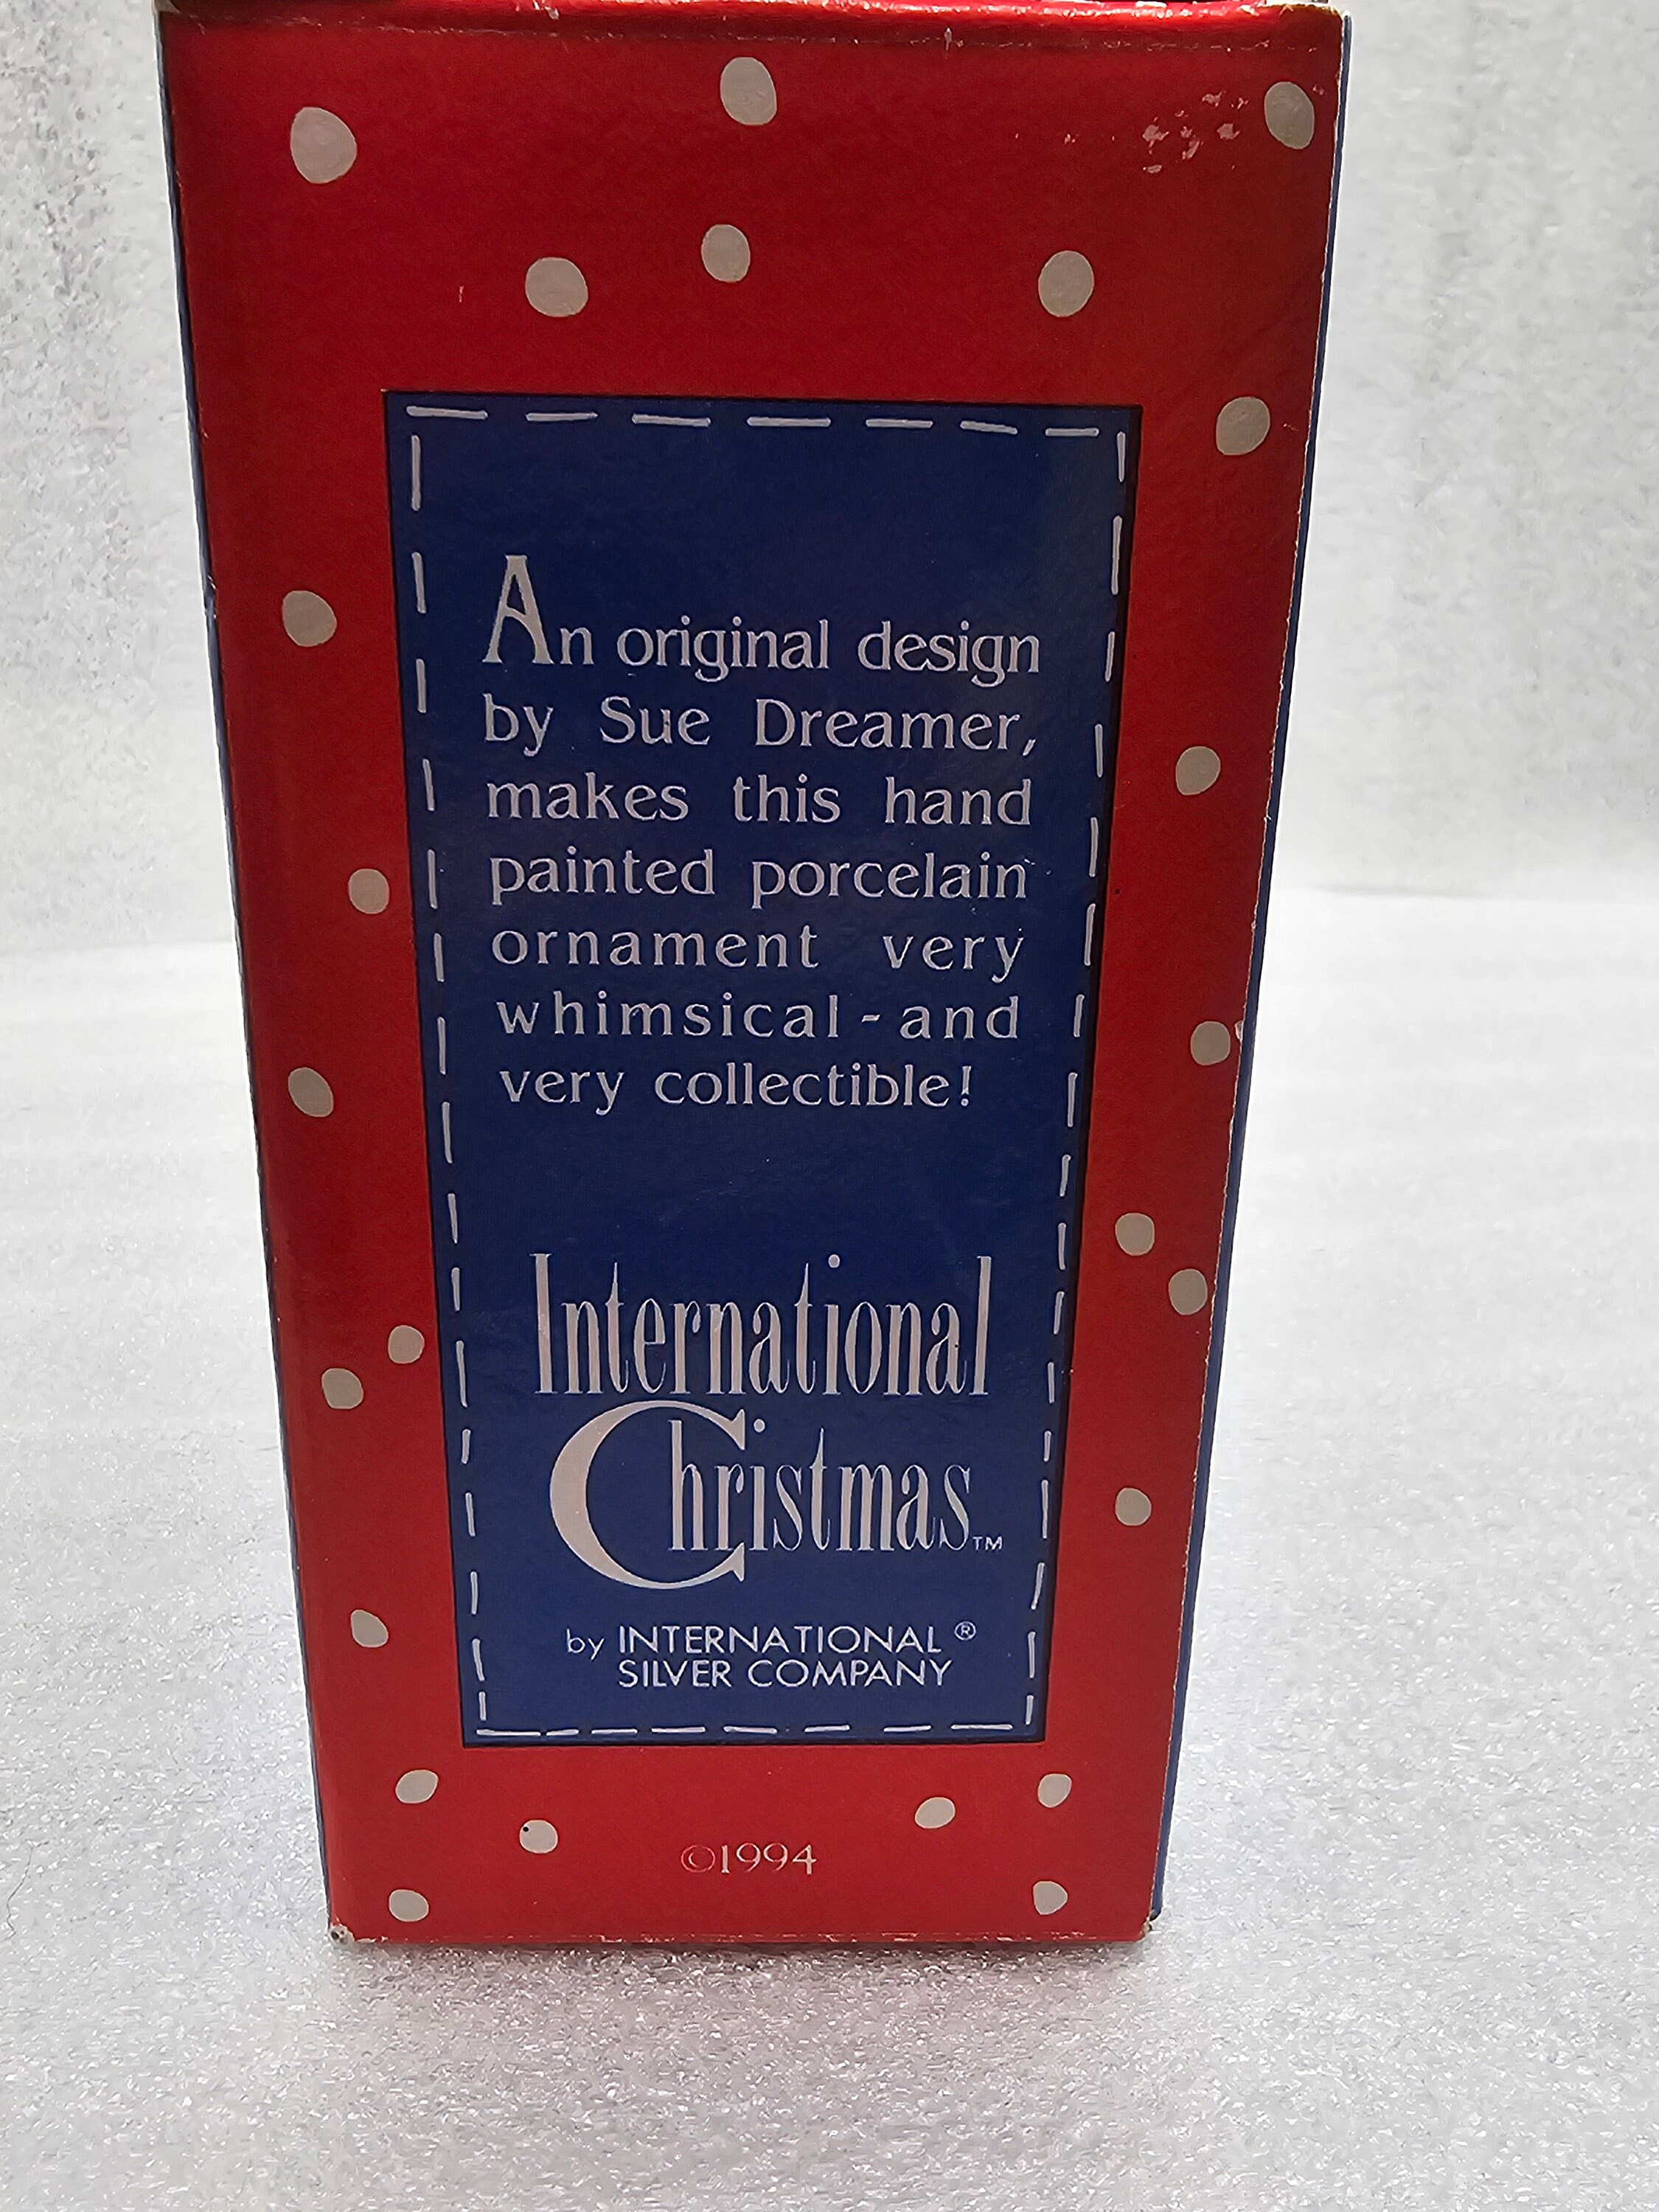 An original design
by Sue Dreamer,
makes this hand
painted porcelain
ornament very
whimsical - and
very collectible!
International
Christmas™
by INTERNATIONAL ®
SILVER COMPANY
©1994